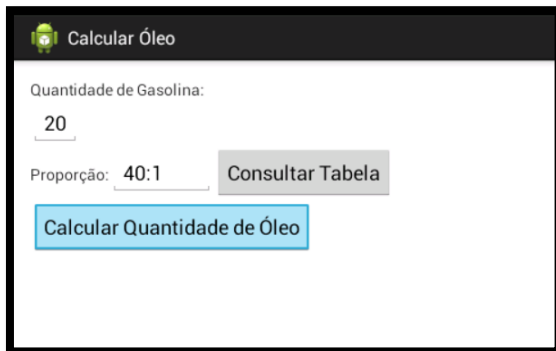 Calcular Óleo
Quantidade de Gasolina:
20
Proporção: 40:1 Consultar Tabela
Calcular Quantidade de Óleo